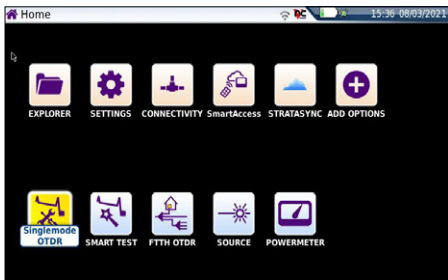 Home
15:36 08/03/2021
EXPLORER
SETTINGS
CONNECTIVITY
SmartAccess
STRATASYNC
ADD OPTIONS
Singlemode
OTDR
SMART TEST
FTTH OTDR
SOURCE
POWERMETER